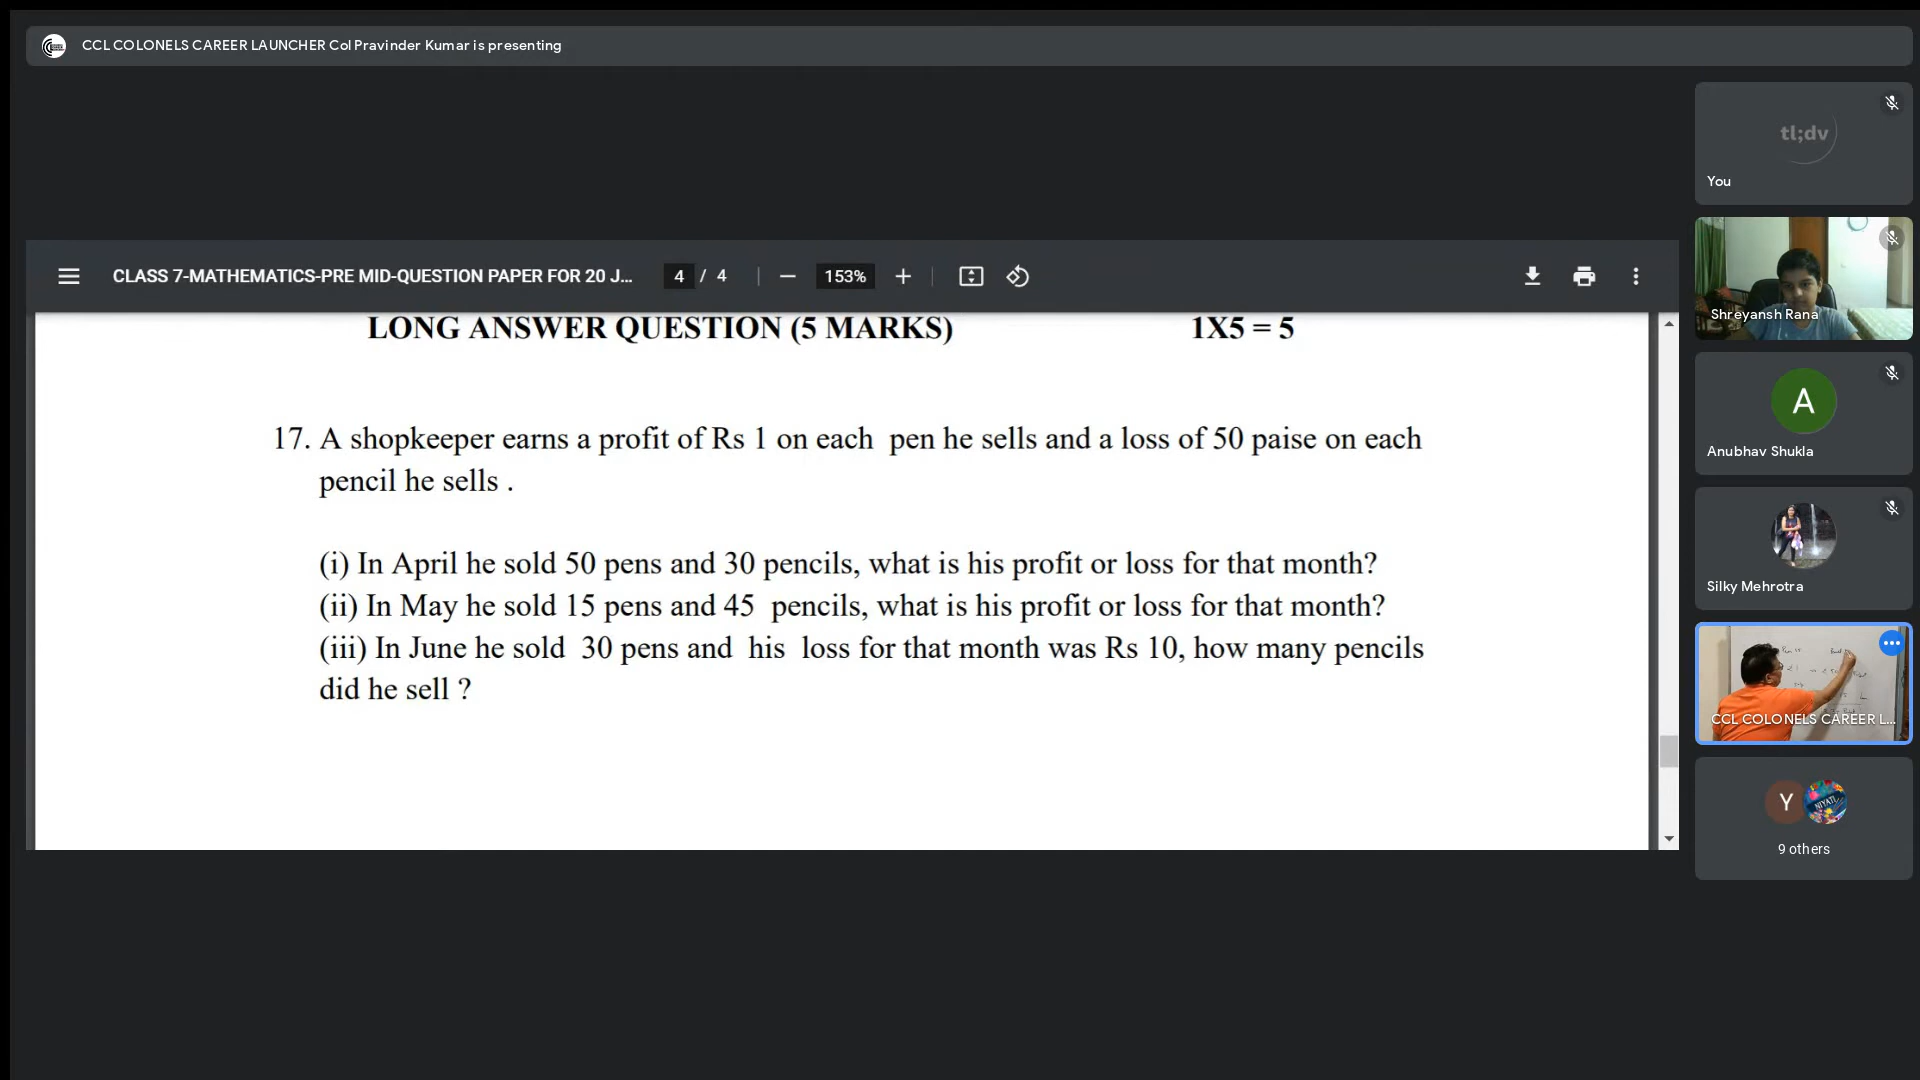 CCL COLONELS CAREER LAUNCHER Col Pravinder Kumar is presenting
CLASS 7-MATHEMATICS-PRE MID-QUESTION PAPER FOR 20 J...
4 / 4
153%
LONG ANSWER QUESTION (5 MARKS) 1X5 = 5
17. A shopkeeper earns a profit of Rs 1 on each pen he sells and a loss of 50 paise on each
pencil he sells .
(i) In April he sold 50 pens and 30 pencils, what is his profit or loss for that month?
(ii) In May he sold 15 pens and 45 pencils, what is his profit or loss for that month?
(iii) In June he sold 30 pens and his loss for that month was Rs 10, how many pencils
did he sell ?
tl;dv
You
Shreyansh Rana
A
Anubhav Shukla
Silky Mehrotra
CCL COLONELS CAREER L...
Y
NIYATI
9 others